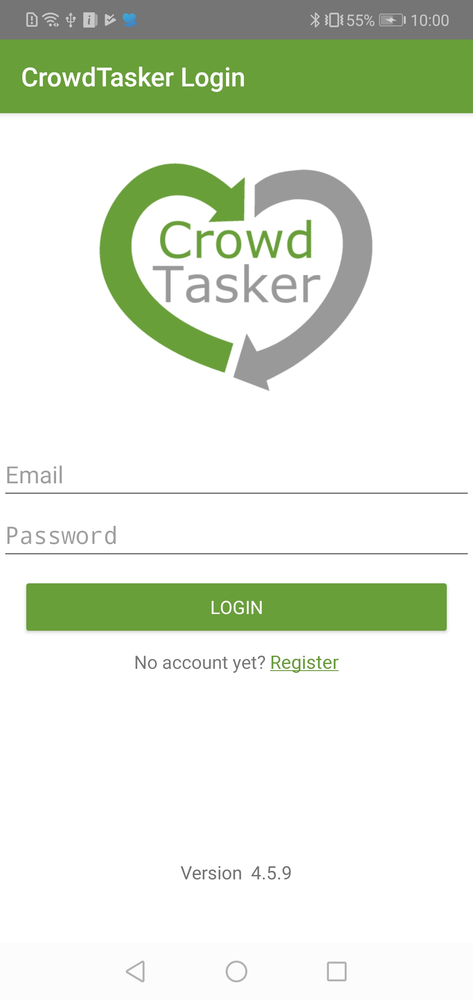 55% 10:00
CrowdTasker Login
Crowd
Tasker
Email
Password
LOGIN
No account yet? Register
Version 4.5.9